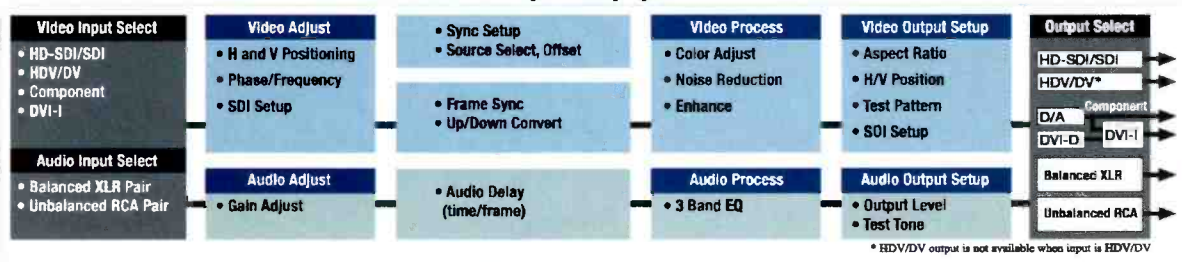 Video Input Select
• HD-SDI/SDI
• HDV/DV
• Component
• DVI-I
Audio Input Select
• Balanced XLR Pair
• Unbalanced RCA Pair
Video Adjust
• H and V Positioning
• Phase/Frequency
• SDI Setup
Audio Adjust
• Gain Adjust
• Sync Setup
• Source Select, Offset
• Frame Sync
• Up/Down Convert
• Audio Delay
(time/frame)
Video Process
• Color Adjust
• Noise Reduction
• Enhance
Audio Process
• 3 Band EQ
Video Output Setup
• Aspect Ratio
• H/V Position
• Test Pattern
• SDI Setup
Audio Output Setup
• Output Level
• Test Tone
Output Select
HD-SDI/SDI
HDV/DV*
Component
D/A
DVI-D
DVI-I
Balanced XLR
Unbalanced RCA
* HDV/DV output is not available when input is HDV/DV